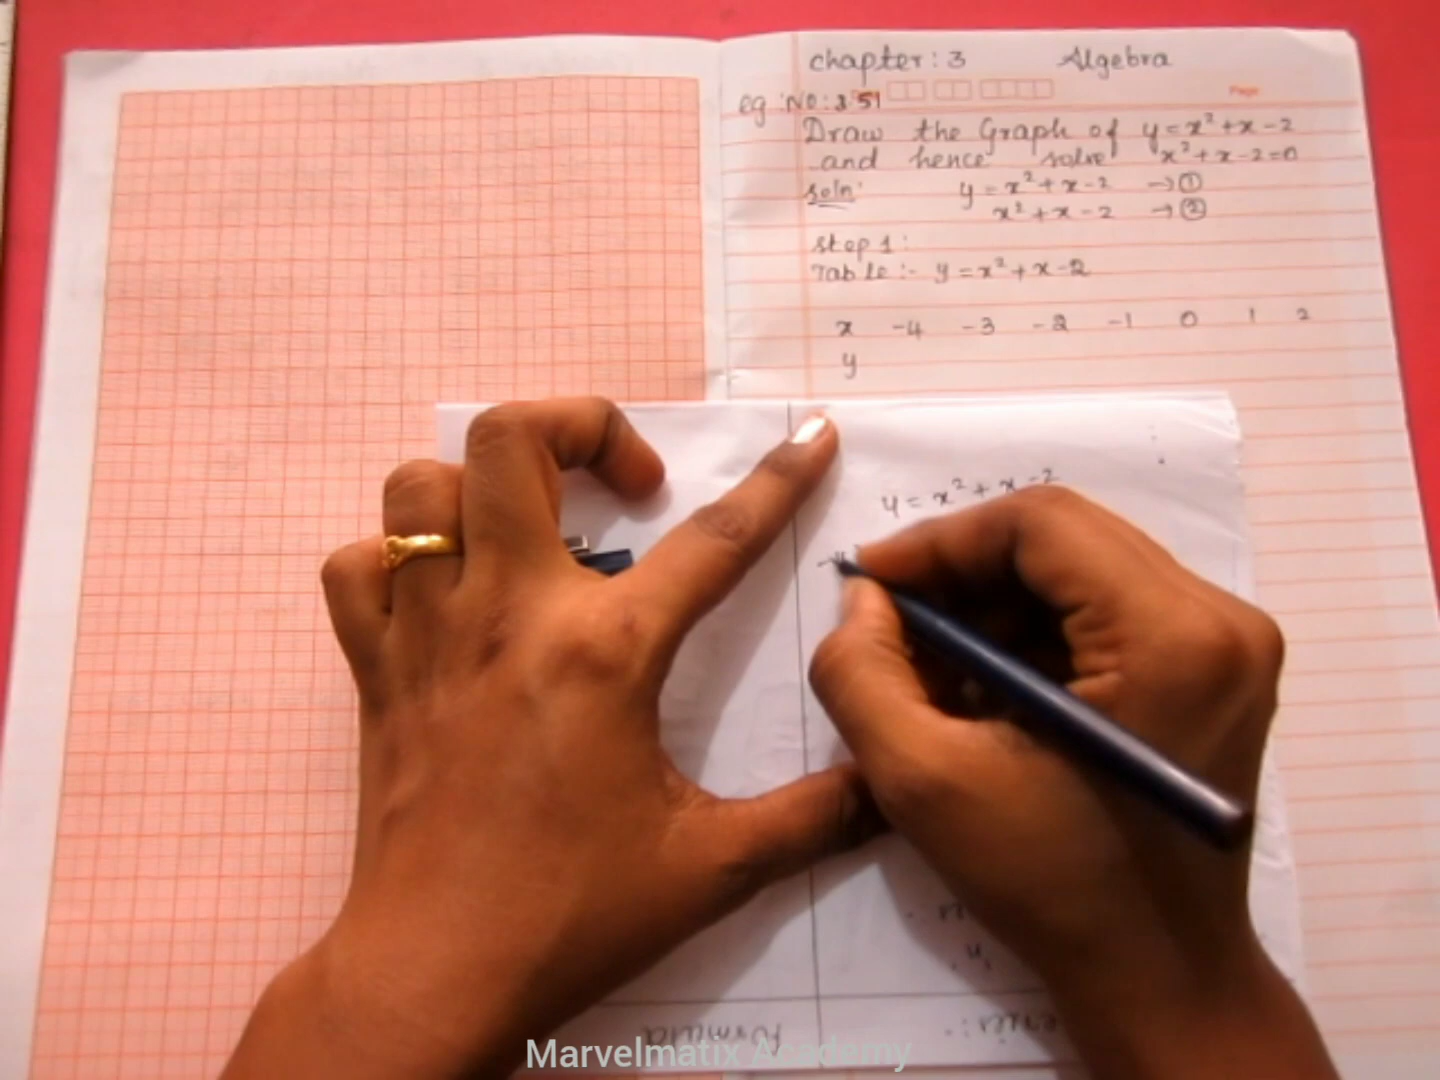 chapter: 3 Algebra
Page
eg NO: 3.51
Draw the Graph of y = x² + x - 2
and hence solve x² + x - 2 = 0
soln: y = x² + x - 2 → ①
x² + x - 2 → ②
step 1:
Table :- y = x² + x - 2
x -4 -3 -2 -1 0 1 2
y
y = x² + x - 2
formula
Marvelmatix Academy